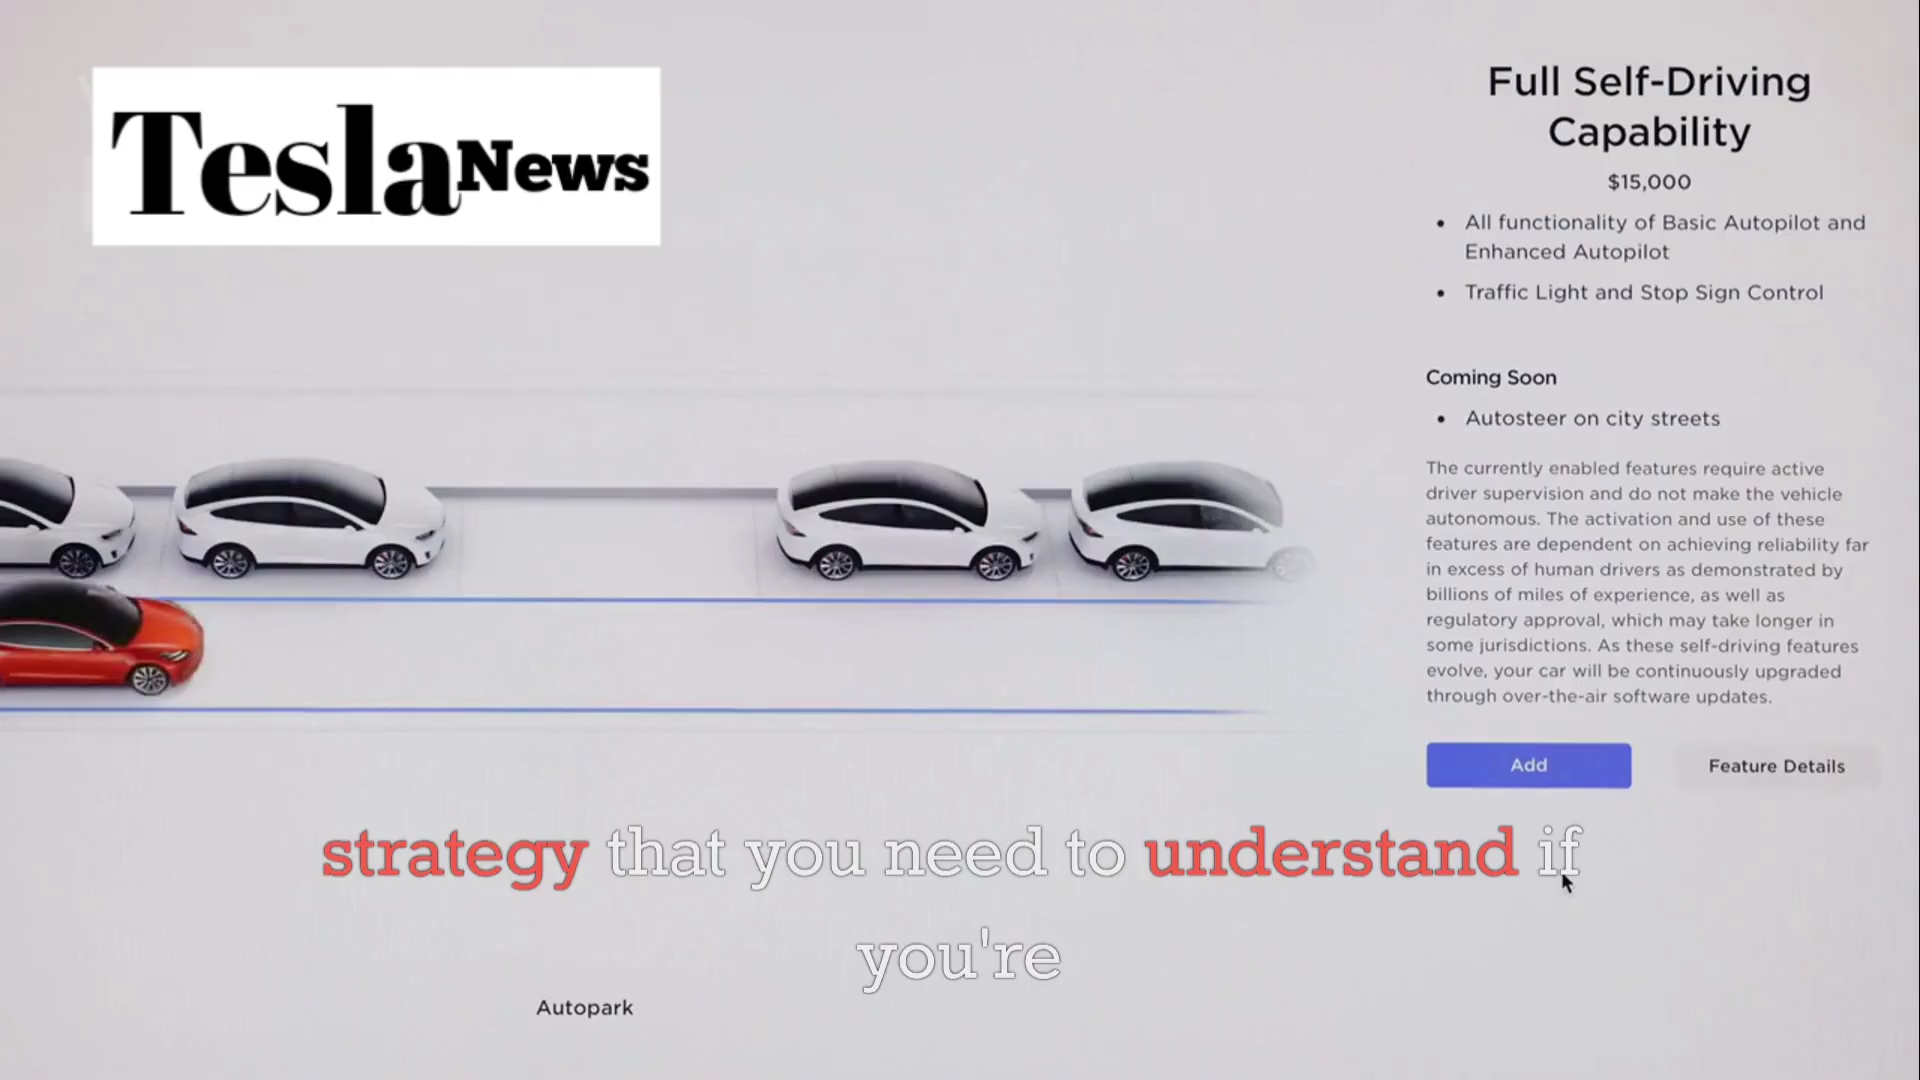 Tesla News
Full Self-Driving
Capability
$15,000
• All functionality of Basic Autopilot and
Enhanced Autopilot
• Traffic Light and Stop Sign Control
Coming Soon
• Autosteer on city streets
The currently enabled features require active
driver supervision and do not make the vehicle
autonomous. The activation and use of these
features are dependent on achieving reliability far
in excess of human drivers as demonstrated by
billions of miles of experience, as well as
regulatory approval, which may take longer in
some jurisdictions. As these self-driving features
evolve, your car will be continuously upgraded
through over-the-air software updates.
Add
Feature Details
strategy that you need to understand if
you're
Autopark